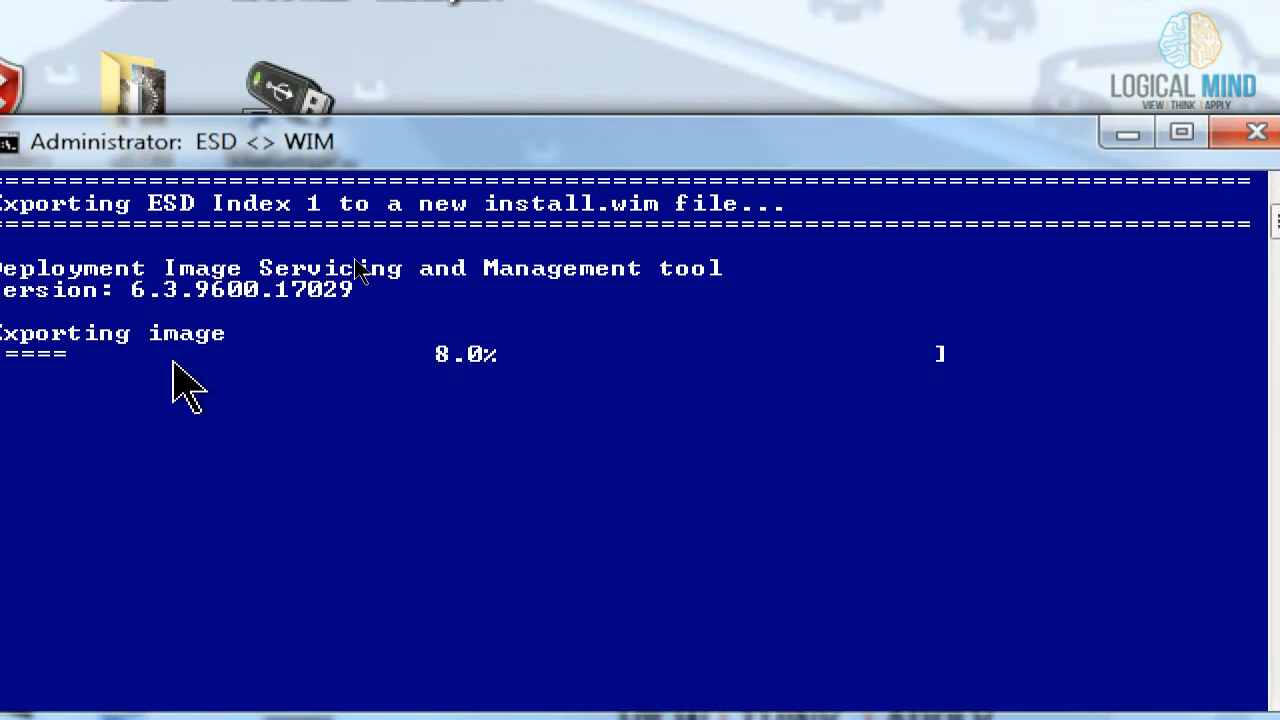 LOGICAL MIND
VIEW THINK APPLY
Administrator: ESD <> WIM
================================================================================
xporting ESD Index 1 to a new install.wim file...
================================================================================
eployment Image Servicing and Management tool
ersion: 6.3.9600.17029
xporting image
==== 8.0% ]